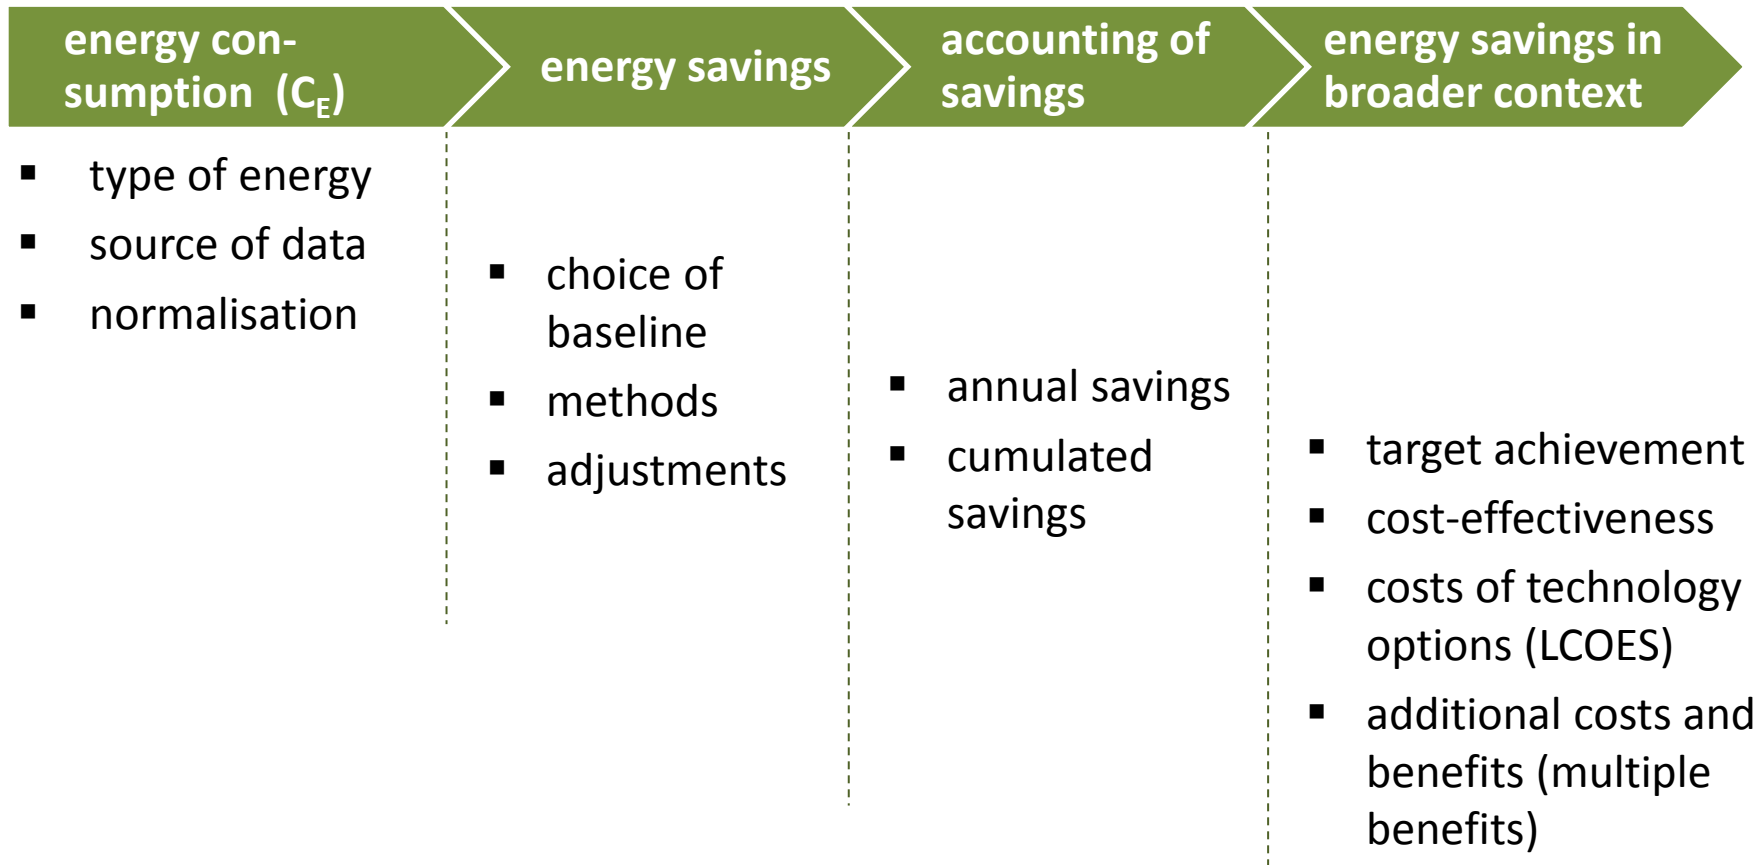 energy con-
sumption (CE)
energy savings
accounting of
savings
energy savings in
broader context
▪ type of energy
▪ source of data
▪ normalisation
▪ choice of
baseline
▪ methods
▪ adjustments
▪ annual savings
▪ cumulated
savings
▪ target achievement
▪ cost-effectiveness
▪ costs of technology
options (LCOES)
▪ additional costs and
benefits (multiple
benefits)